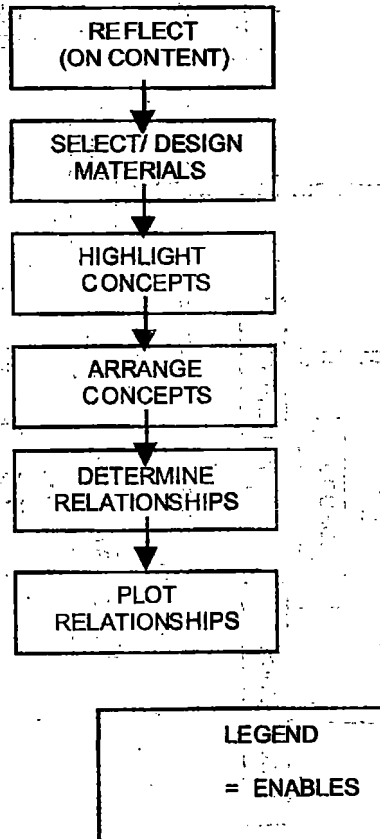 REFLECT
(ON CONTENT)
SELECT/ DESIGN
MATERIALS
HIGHLIGHT
CONCEPTS
ARRANGE
CONCEPTS
DETERMINE
RELATIONSHIPS
PLOT
RELATIONSHIPS
LEGEND
= ENABLES